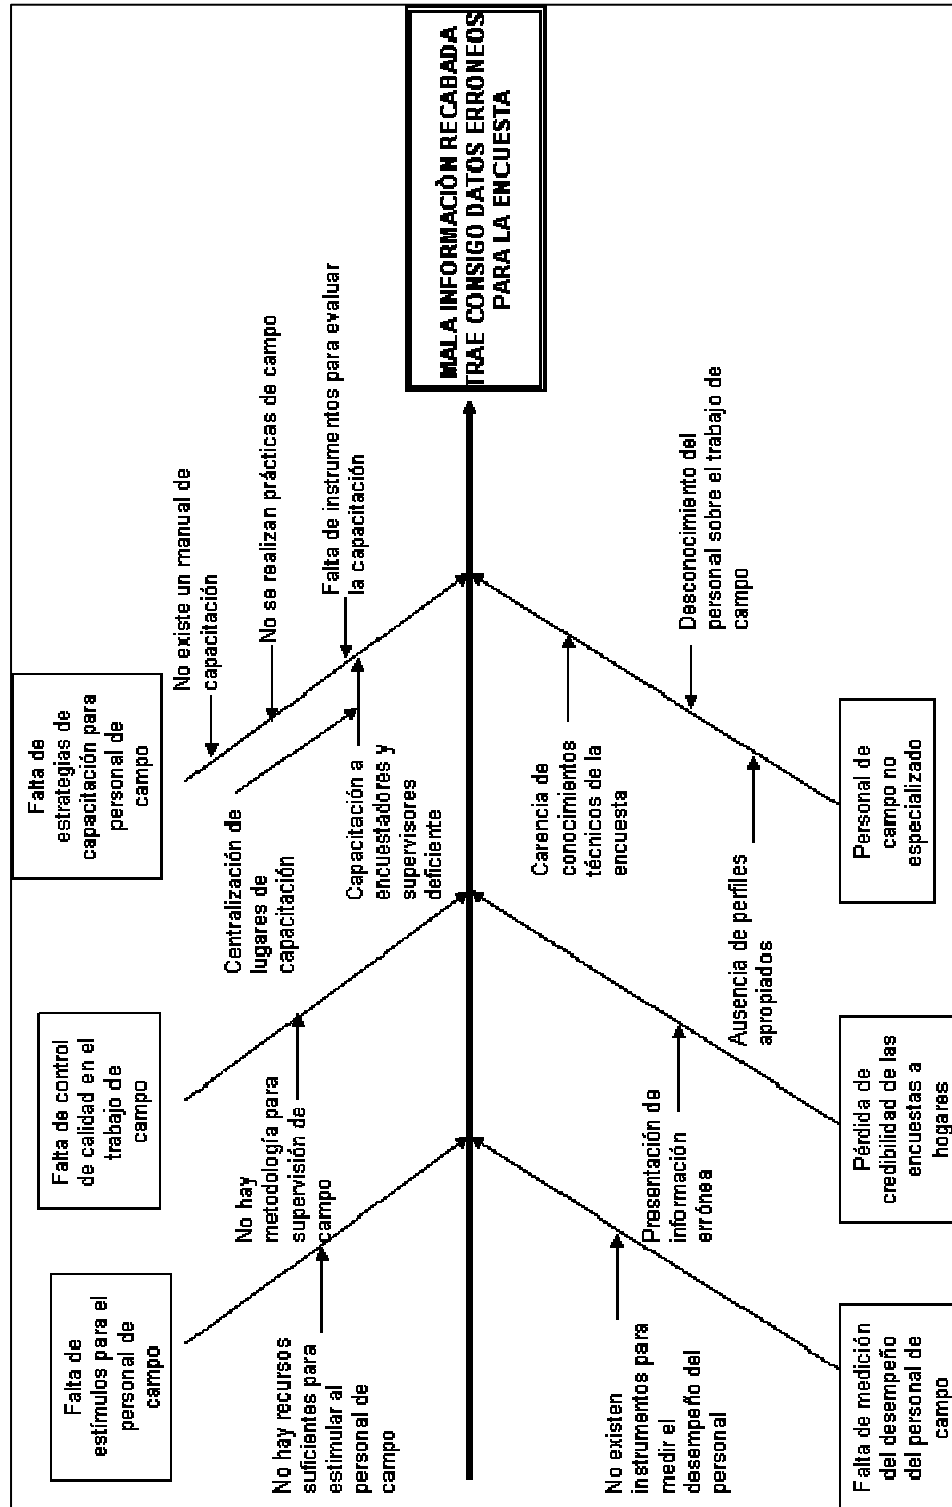 Falta de
estímulos para el
personal de
campo
Falta de control
de calidad en el
trabajo de
campo
Falta de
estrategias de
capacitación para
personal de
campo
No hay recursos
suficientes para
estimular al
personal de
campo
No hay
metodología para
supervisión de
campo
No existe un manual de
capacitación
No se realizan prácticas de campo
Falta de instrumentos para evaluar
la capacitación
Centralización de
lugares de
capacitación
Capacitación a
encuestadores y
supervisores
deficiente
MALA INFORMACIÒN RECABADA
TRAE CONSIGO DATOS ERRONEOS
PARA LA ENCUESTA
No existen
instrumentos para
medir el
desempeño del
personal
Presentación de
información
errónea
Carencia de
conocimientos
técnicos de la
encuesta
Desconocimiento del
personal sobre el trabajo de
campo
Ausencia de perfiles
apropiados
Falta de medición
del desempeño
del personal de
campo
Pérdida de
credibilidad de las
encuestas a
hogares
Personal de
campo no
especializado